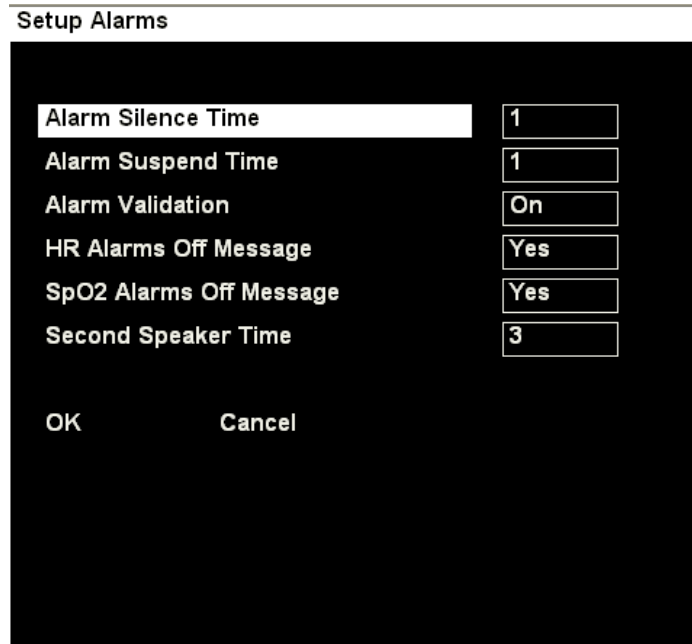 Setup Alarms
Alarm Silence Time 1
Alarm Suspend Time 1
Alarm Validation On
HR Alarms Off Message Yes
SpO2 Alarms Off Message Yes
Second Speaker Time 3
OK Cancel